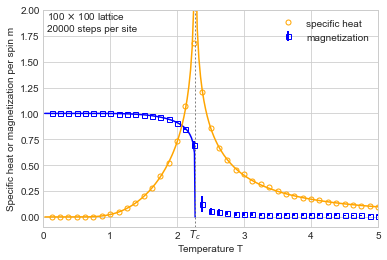 100 × 100 lattice
20000 steps per site
specific heat
magnetization
Specific heat or magnetization per spin m
2.00
1.75
1.50
1.25
1.00
0.75
0.50
0.25
0.00
0 1 2 T_c 3 4 5
Temperature T